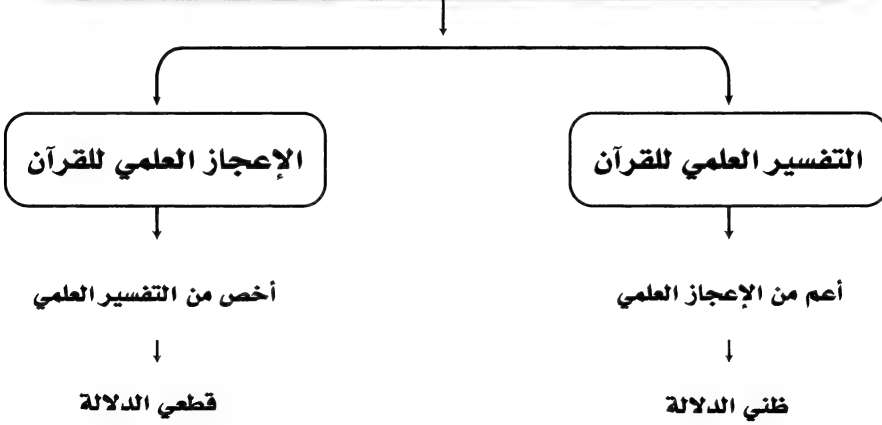 التفسير العلمي للقرآن
الإعجاز العلمي للقرآن
أعم من الإعجاز العلمي
أخص من التفسير العلمي
ظني الدلالة
قطعي الدلالة